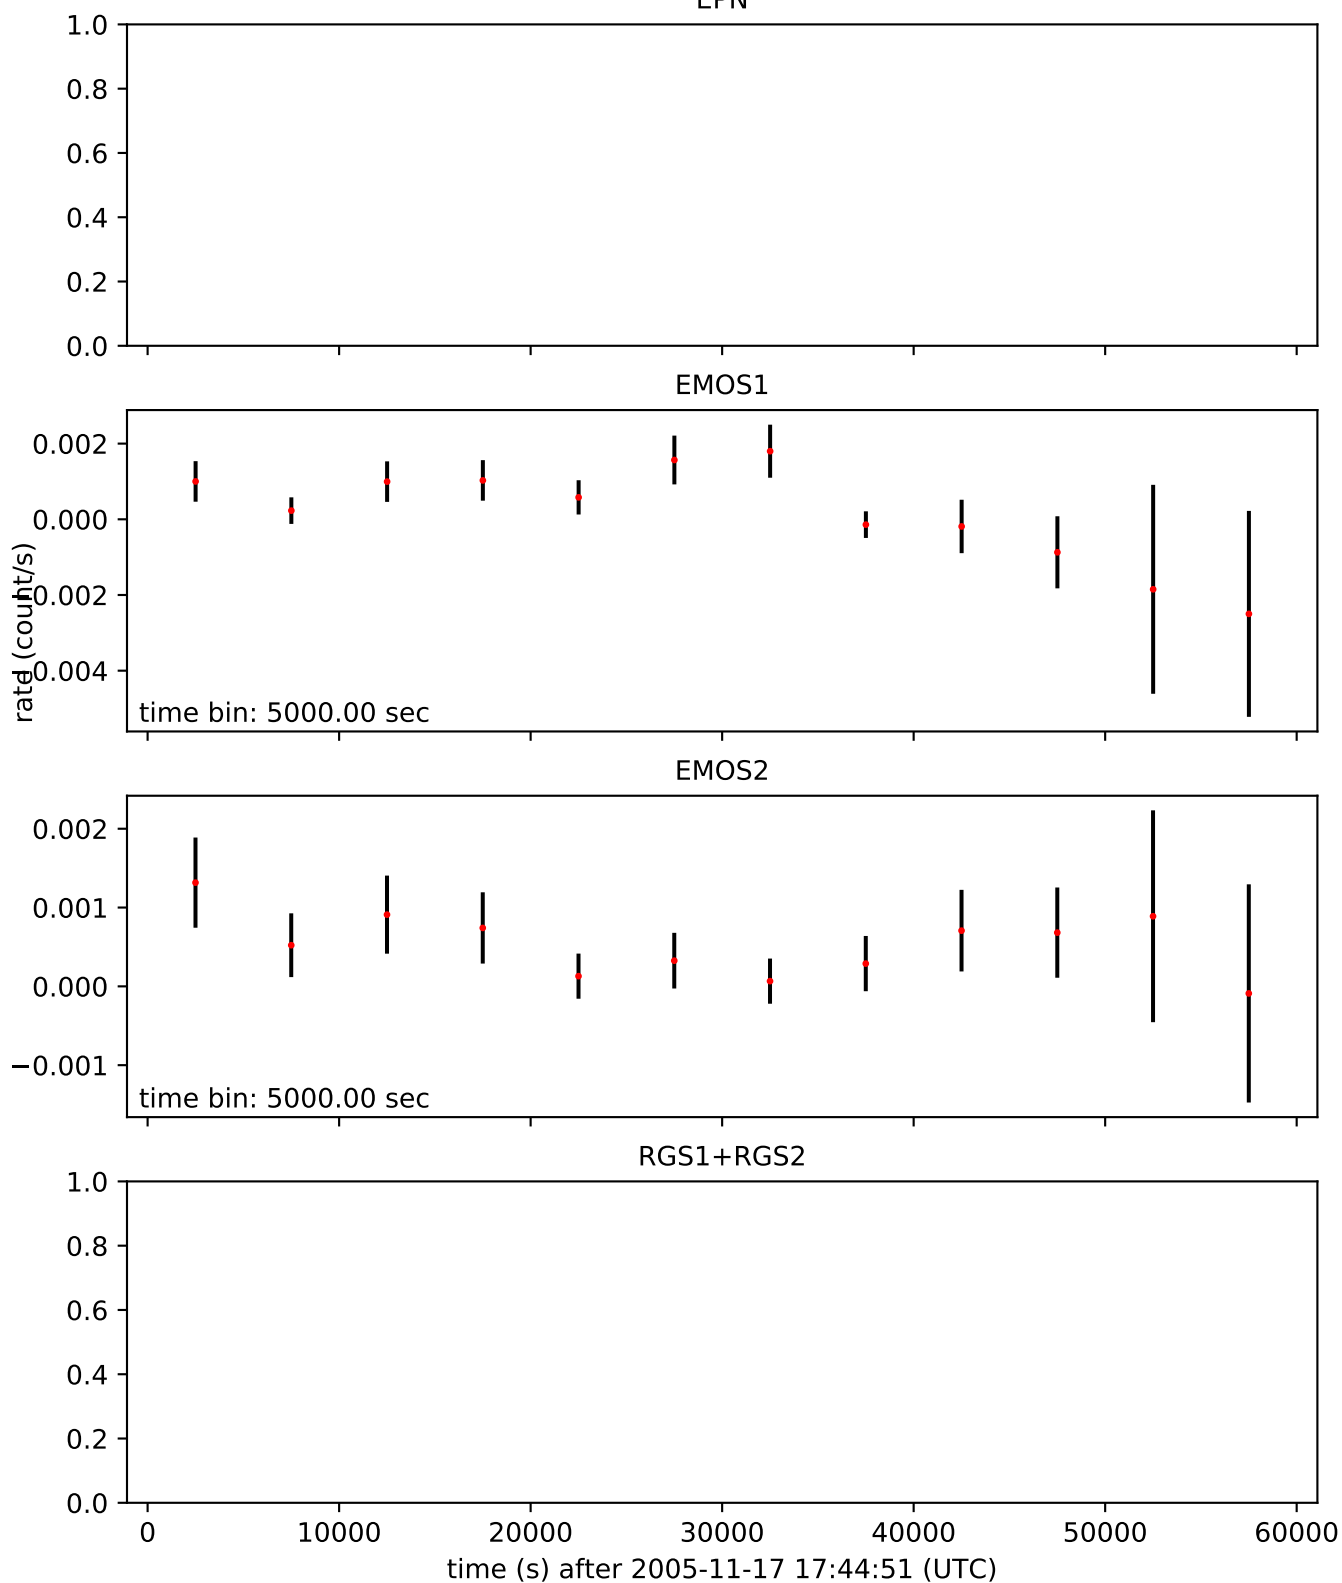 EPN
1.0
0.8
0.6
0.4
0.2
0.0
EMOS1
0.002
0.000
0.002
0.004
rate (count/s)
time bin: 5000.00 sec
EMOS2
0.002
0.001
0.000
−0.001
time bin: 5000.00 sec
RGS1+RGS2
1.0
0.8
0.6
0.4
0.2
0.0
0 10000 20000 30000 40000 50000 60000
time (s) after 2005-11-17 17:44:51 (UTC)